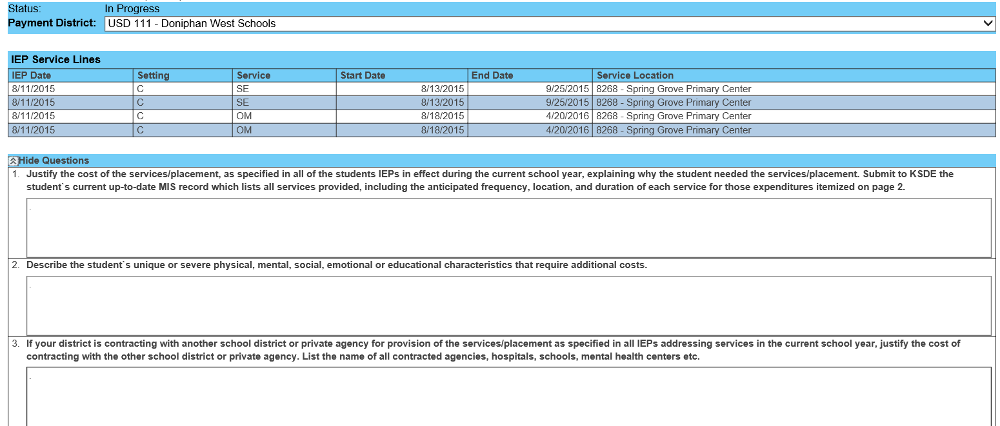 Status: In Progress
Payment District: USD 111 - Doniphan West Schools
IEP Service Lines
IEP Date Setting Service Start Date End Date Service Location
8/11/2015 C SE 8/13/2015 9/25/2015 8268 - Spring Grove Primary Center
8/11/2015 C SE 8/13/2015 9/25/2015 8268 - Spring Grove Primary Center
8/11/2015 C OM 8/18/2015 4/20/2016 8268 - Spring Grove Primary Center
8/11/2015 C OM 8/18/2015 4/20/2016 8268 - Spring Grove Primary Center
Hide Questions
1. Justify the cost of the services/placement, as specified in all of the students IEPs in effect during the current school year, explaining why the student needed the services/placement. Submit to KSDE the
student`s current up-to-date MIS record which lists all services provided, including the anticipated frequency, location, and duration of each service for those expenditures itemized on page 2.
.
2. Describe the student`s unique or severe physical, mental, social, emotional or educational characteristics that require additional costs.
.
3. If your district is contracting with another school district or private agency for provision of the services/placement as specified in all IEPs addressing services in the current school year, justify the cost of
contracting with the other school district or private agency. List the name of all contracted agencies, hospitals, schools, mental health centers etc.
.